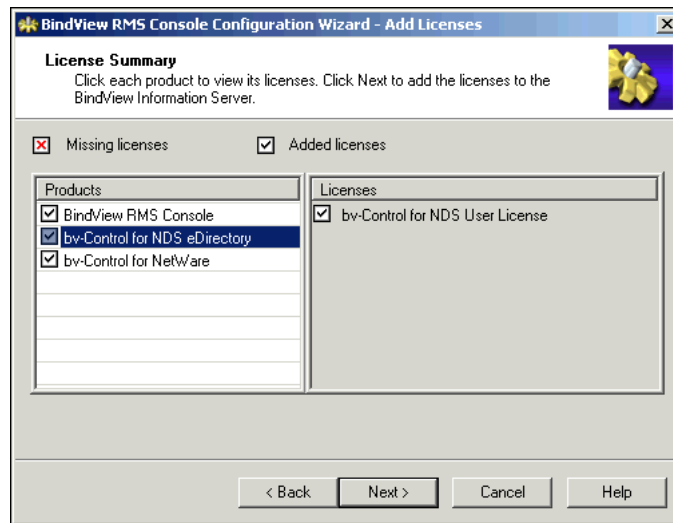 BindView RMS Console Configuration Wizard - Add Licenses
License Summary
Click each product to view its licenses. Click Next to add the licenses to the
BindView Information Server.
Missing licenses
Added licenses
Products
BindView RMS Console
bv-Control for NDS eDirectory
bv-Control for NetWare
Licenses
bv-Control for NDS User License
< Back
Next >
Cancel
Help